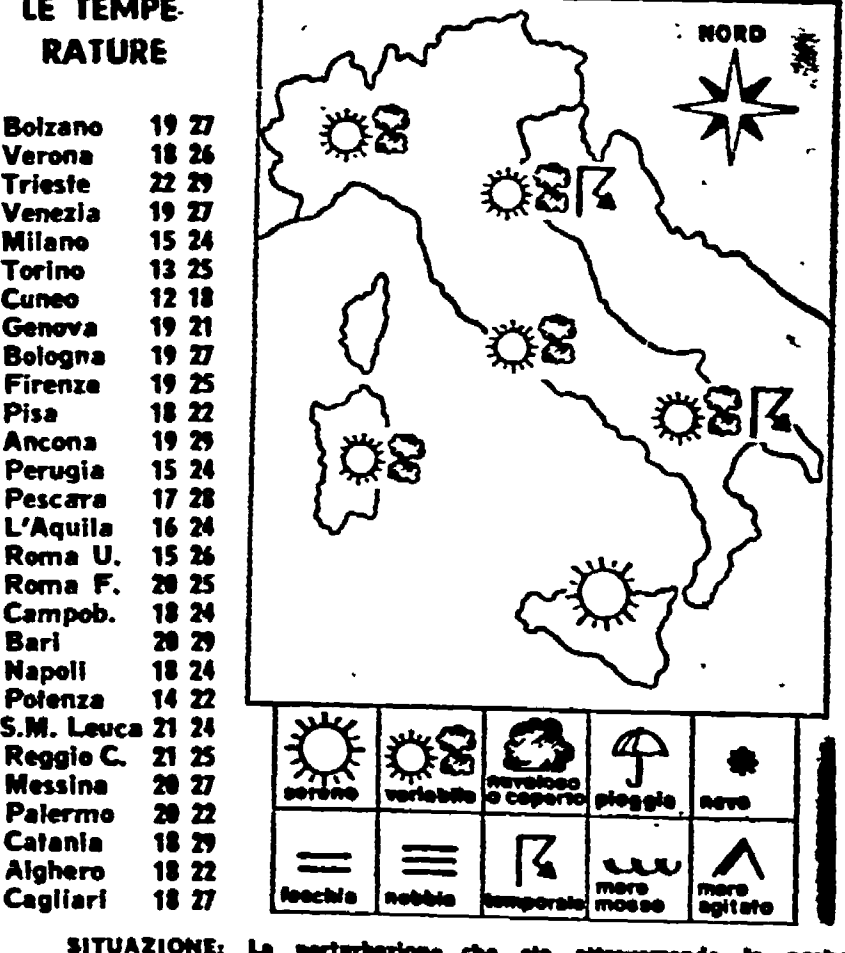 LE TEMPE-
RATURE
Bolzano 19 27
Verona 18 26
Trieste 22 29
Venezia 19 27
Milano 15 24
Torino 13 25
Cuneo 12 18
Genova 19 21
Bologna 19 27
Firenze 19 25
Pisa 18 22
Ancona 19 29
Perugia 15 24
Pescara 17 28
L'Aquila 16 24
Roma U. 15 26
Roma F. 20 25
Campob. 18 24
Bari 20 29
Napoli 18 24
Potenza 14 22
S.M. Leuca 21 24
Reggio C. 21 25
Messina 20 27
Palermo 20 22
Catania 18 29
Alghero 18 22
Cagliari 18 27
NORD
sereno
variabile
nuvoloso
o coperto
pioggia
neve
foschia
nebbia
temporale
mare
mosso
mare
agitato
SITUAZIONE: La perturbazione che sta attraversando